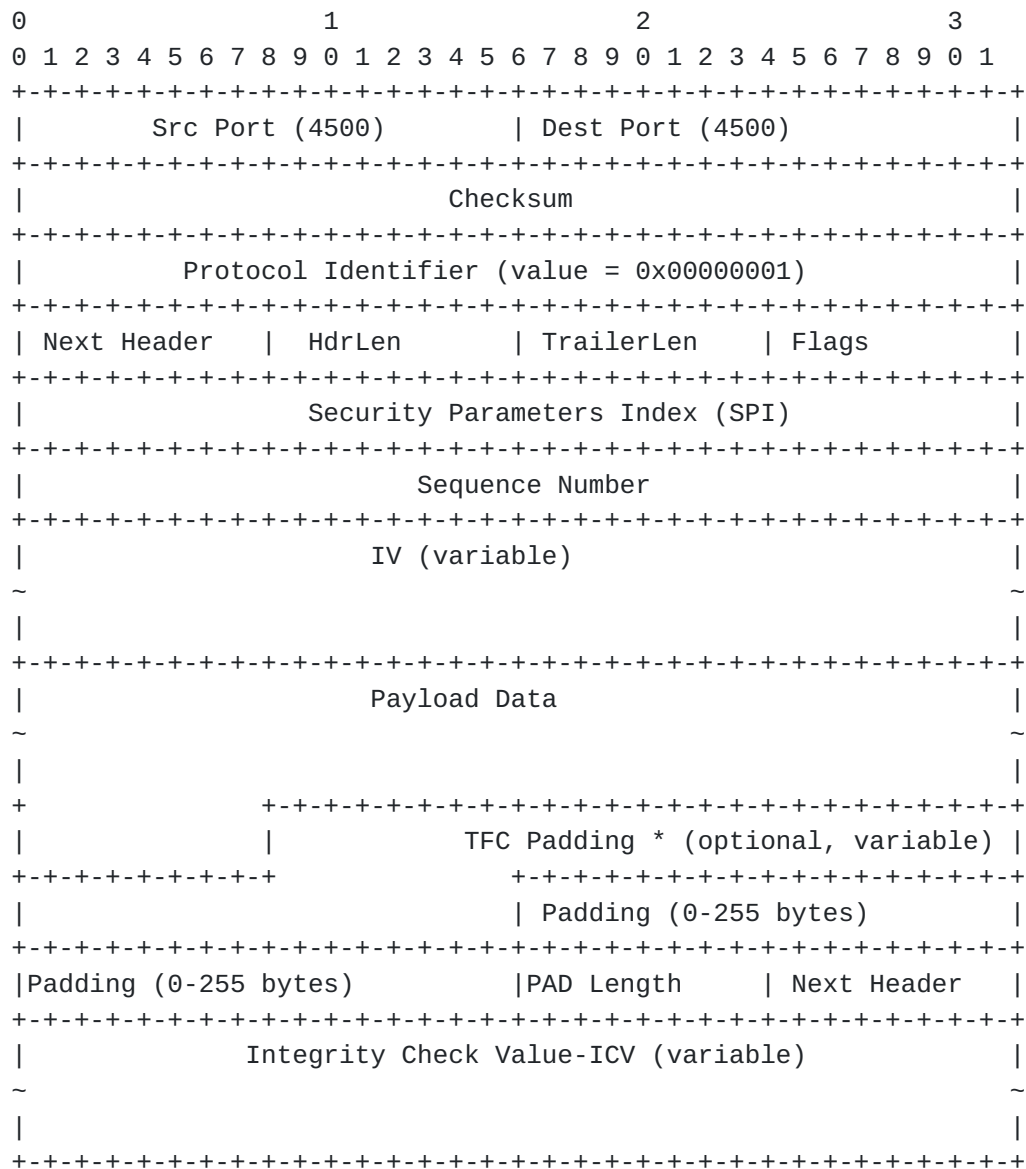 0                   1                   2                   3
0 1 2 3 4 5 6 7 8 9 0 1 2 3 4 5 6 7 8 9 0 1 2 3 4 5 6 7 8 9 0 1
+-+-+-+-+-+-+-+-+-+-+-+-+-+-+-+-+-+-+-+-+-+-+-+-+-+-+-+-+-+-+-+-+
|        Src Port (4500)        | Dest Port (4500)              |
+-+-+-+-+-+-+-+-+-+-+-+-+-+-+-+-+-+-+-+-+-+-+-+-+-+-+-+-+-+-+-+-+
|                           Checksum                            |
+-+-+-+-+-+-+-+-+-+-+-+-+-+-+-+-+-+-+-+-+-+-+-+-+-+-+-+-+-+-+-+-+
|          Protocol Identifier (value = 0x00000001)             |
+-+-+-+-+-+-+-+-+-+-+-+-+-+-+-+-+-+-+-+-+-+-+-+-+-+-+-+-+-+-+-+-+
| Next Header   |  HdrLen       | TrailerLen    | Flags         |
+-+-+-+-+-+-+-+-+-+-+-+-+-+-+-+-+-+-+-+-+-+-+-+-+-+-+-+-+-+-+-+-+
|                  Security Parameters Index (SPI)              |
+-+-+-+-+-+-+-+-+-+-+-+-+-+-+-+-+-+-+-+-+-+-+-+-+-+-+-+-+-+-+-+-+
|                         Sequence Number                       |
+-+-+-+-+-+-+-+-+-+-+-+-+-+-+-+-+-+-+-+-+-+-+-+-+-+-+-+-+-+-+-+-+
|                      IV (variable)                            |
~                                                               ~
|                                                               |
+-+-+-+-+-+-+-+-+-+-+-+-+-+-+-+-+-+-+-+-+-+-+-+-+-+-+-+-+-+-+-+-+
|                      Payload Data                             |
~                                                               ~
|                                                               |
+               +-+-+-+-+-+-+-+-+-+-+-+-+-+-+-+-+-+-+-+-+-+-+-+-+
|               |            TFC Padding * (optional, variable) |
+-+-+-+-+-+-+-+-+               +-+-+-+-+-+-+-+-+-+-+-+-+-+-+-+-+
|                               | Padding (0-255 bytes)         |
+-+-+-+-+-+-+-+-+-+-+-+-+-+-+-+-+-+-+-+-+-+-+-+-+-+-+-+-+-+-+-+-+
|Padding (0-255 bytes)          |PAD Length     | Next Header   |
+-+-+-+-+-+-+-+-+-+-+-+-+-+-+-+-+-+-+-+-+-+-+-+-+-+-+-+-+-+-+-+-+
|              Integrity Check Value-ICV (variable)             |
~                                                               ~
|                                                               |
+-+-+-+-+-+-+-+-+-+-+-+-+-+-+-+-+-+-+-+-+-+-+-+-+-+-+-+-+-+-+-+-+